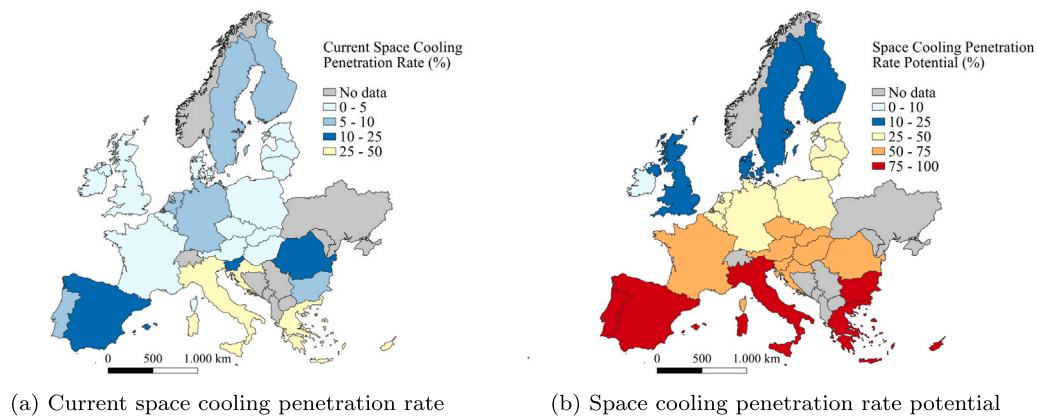 Current Space Cooling
Penetration Rate (%)
No data
0 - 5
5 - 10
10 - 25
25 - 50
0 500 1.000 km
(a) Current space cooling penetration rate
Space Cooling Penetration
Rate Potential (%)
No data
0 - 10
10 - 25
25 - 50
50 - 75
75 - 100
0 500 1.000 km
(b) Space cooling penetration rate potential